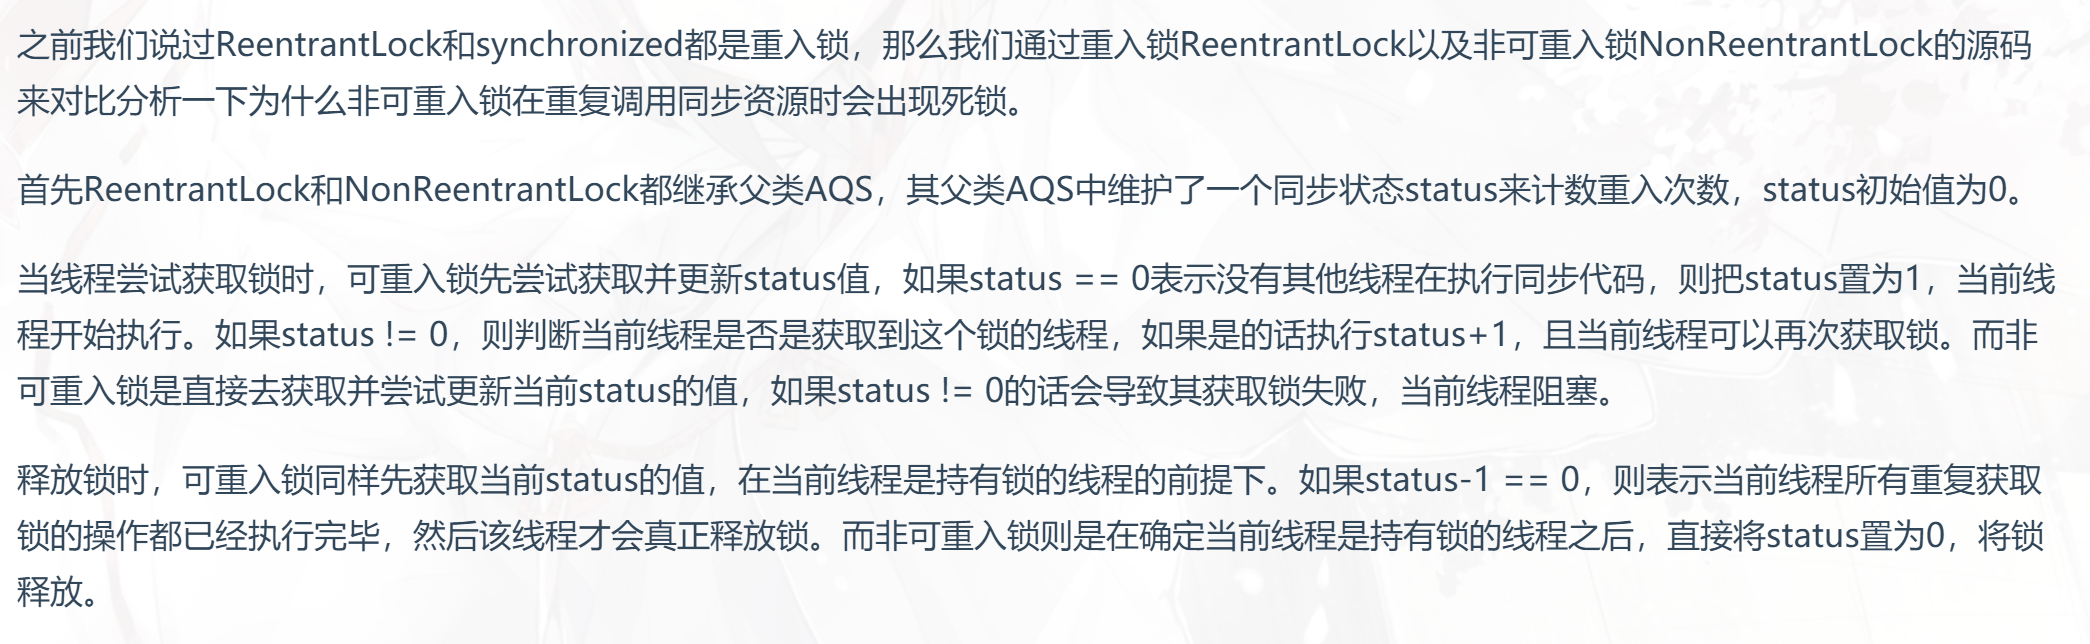 之前我们说过ReentrantLock和synchronized都是重入锁，那么我们通过重入锁ReentrantLock以及非可重入锁NonReentrantLock的源码
来对比分析一下为什么非可重入锁在重复调用同步资源时会出现死锁。
首先ReentrantLock和NonReentrantLock都继承父类AQS，其父类AQS中维护了一个同步状态status来计数重入次数，status初始值为0。
当线程尝试获取锁时，可重入锁先尝试获取并更新status值，如果status == 0表示没有其他线程在执行同步代码，则把status置为1，当前线
程开始执行。如果status != 0，则判断当前线程是否是获取到这个锁的线程，如果是的话执行status+1，且当前线程可以再次获取锁。而非
可重入锁是直接去获取并尝试更新当前status的值，如果status != 0的话会导致其获取锁失败，当前线程阻塞。
释放锁时，可重入锁同样先获取当前status的值，在当前线程是持有锁的线程的前提下。如果status-1 == 0，则表示当前线程所有重复获取
锁的操作都已经执行完毕，然后该线程才会真正释放锁。而非可重入锁则是在确定当前线程是持有锁的线程之后，直接将status置为0，将锁
释放。